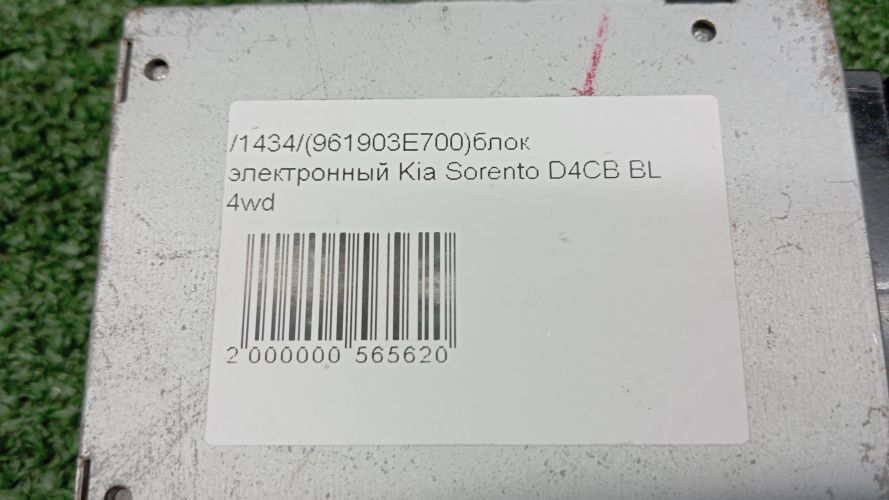 /1434/(961903E700)блок
электронный Kia Sorento D4CB BL
4wd
2 000000 565620